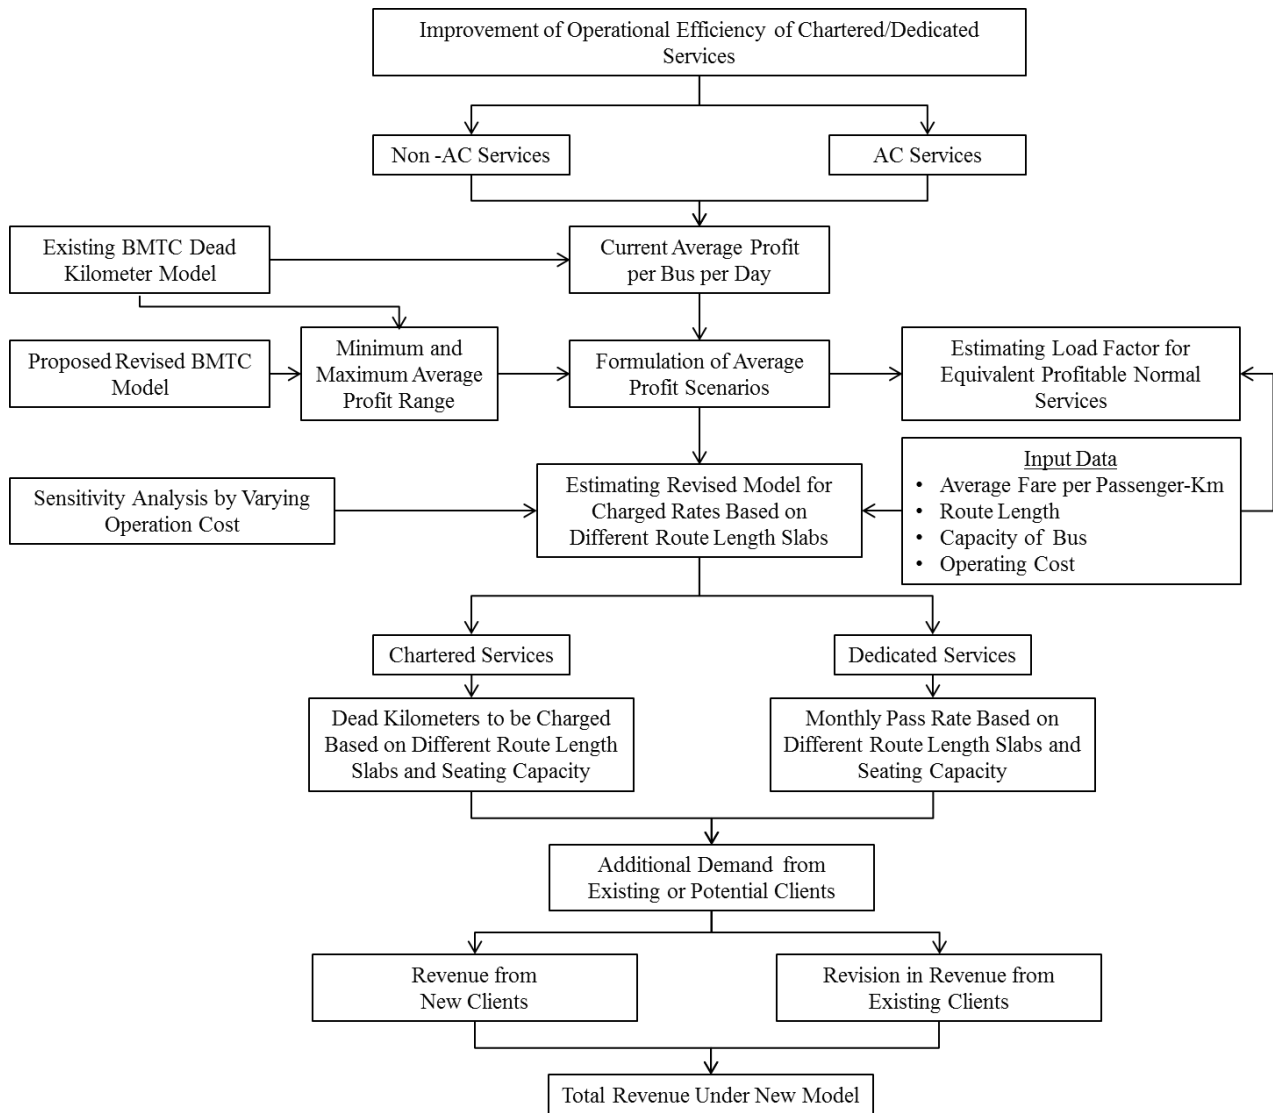 Improvement of Operational Efficiency of Chartered/Dedicated
Services
Non -AC Services
AC Services
Existing BMTC Dead
Kilometer Model
Current Average Profit
per Bus per Day
Proposed Revised BMTC
Model
Minimum and
Maximum Average
Profit Range
Formulation of Average
Profit Scenarios
Estimating Load Factor for
Equivalent Profitable Normal
Services
Sensitivity Analysis by Varying
Operation Cost
Estimating Revised Model for
Charged Rates Based on
Different Route Length Slabs
Input Data
• Average Fare per Passenger-Km
• Route Length
• Capacity of Bus
• Operating Cost
Chartered Services
Dedicated Services
Dead Kilometers to be Charged
Based on Different Route Length
Slabs and Seating Capacity
Monthly Pass Rate Based on
Different Route Length Slabs and
Seating Capacity
Additional Demand from
Existing or Potential Clients
Revenue from
New Clients
Revision in Revenue from
Existing Clients
Total Revenue Under New Model